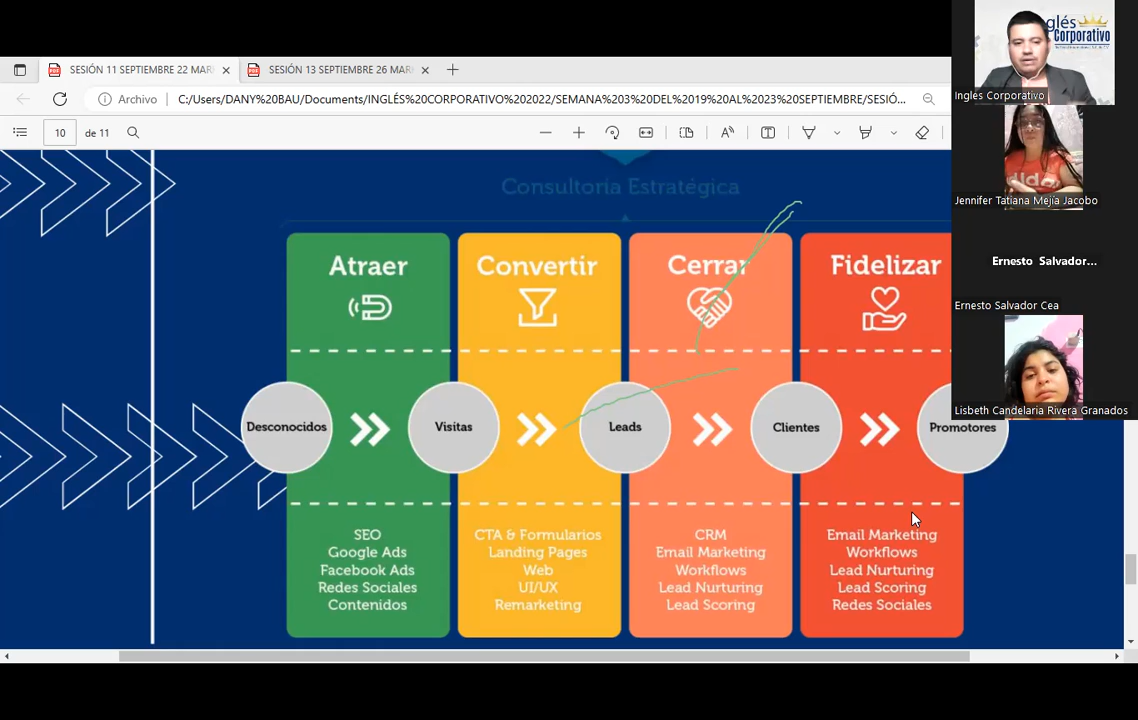 SESIÓN 11 SEPTIEMBRE 22 MAR
SESIÓN 13 SEPTIEMBRE 26 MAR
Archivo
C:/Users/DANY%20BAU/Documents/INGLÉS%20CORPORATIVO%202022/SEMANA%203%20DEL%2019%20AL%2023%20SEPTIEMBRE/SESIÓ...
10
de 11
Consultoría Estratégica
Atraer
Convertir
Cerrar
Fidelizar
Desconocidos
Visitas
Leads
Clientes
Promotores
SEO
Google Ads
Facebook Ads
Redes Sociales
Contenidos
CTA & Formularios
Landing Pages
Web
UI/UX
Remarketing
CRM
Email Marketing
Workflows
Lead Nurturing
Lead Scoring
Email Marketing
Workflows
Lead Nurturing
Lead Scoring
Redes Sociales
glés
Corporativo
Inglés Corporativo
Jennifer Tatiana Mejía Jacobo
Ernesto Salvador...
Ernesto Salvador Cea
Lisbeth Candelaria Rivera Granados